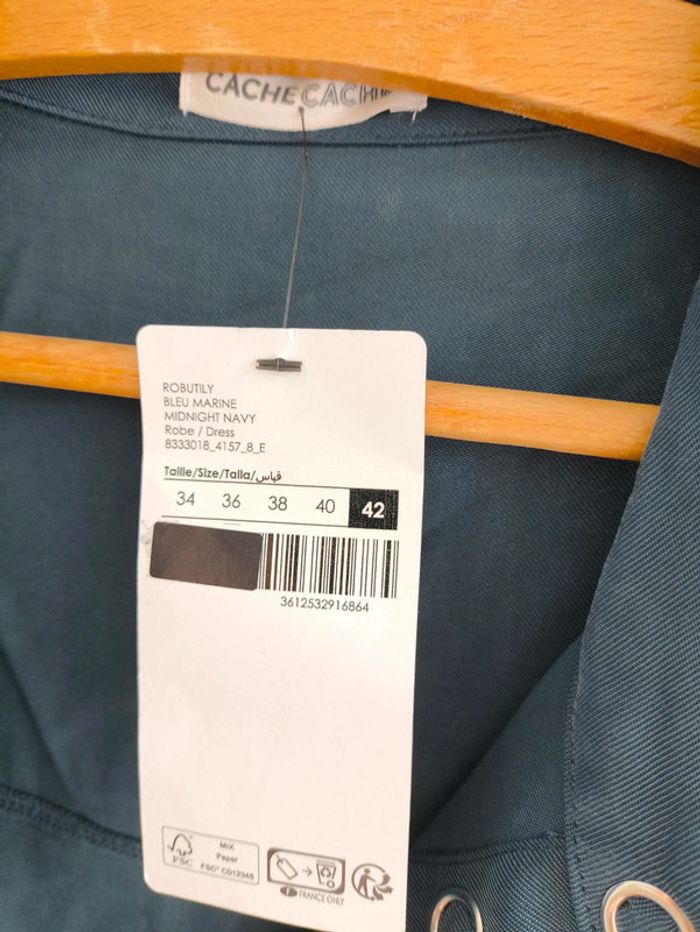 CACHE CACHE
ROBUTILY
BLEU MARINE
MIDNIGHT NAVY
Robe / Dress
8333018_4157_8_E
Taille/Size/Talla/قياس
34 36 38 40 42
3612532916864
FSC
MIX
Paper
FSC® C012345
FRANCE ONLY